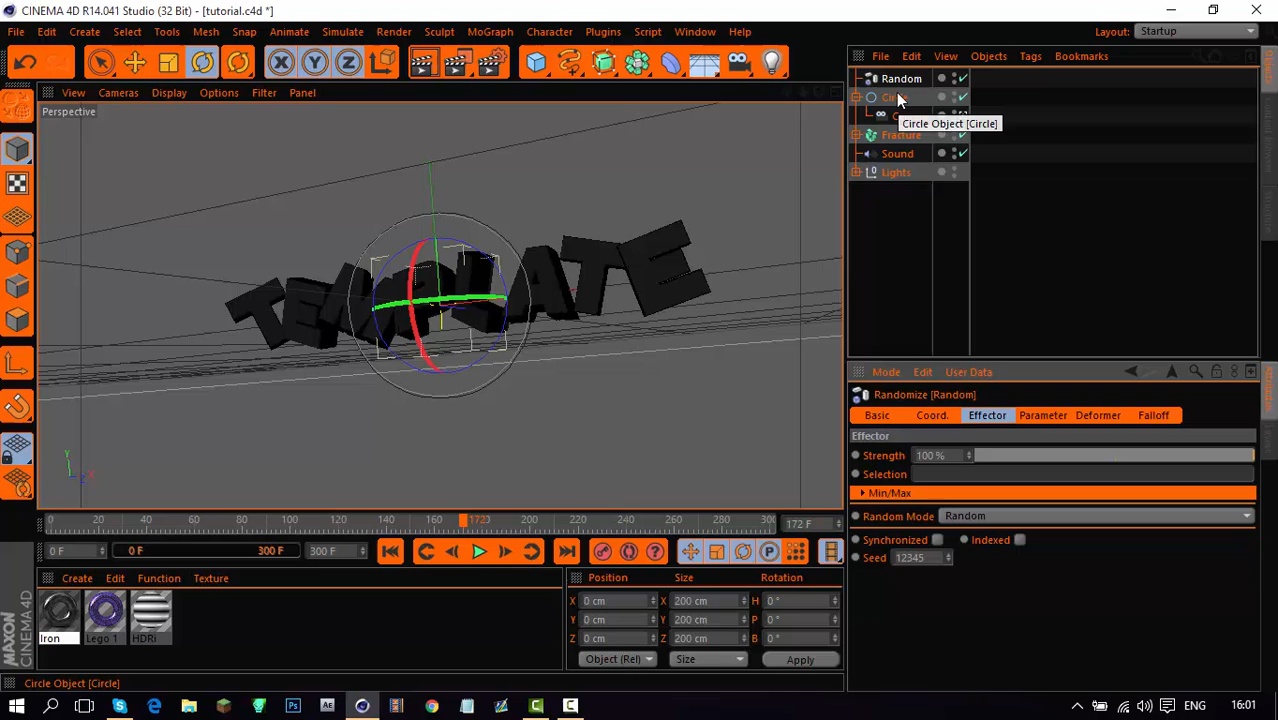 CINEMA 4D R14.041 Studio (32 Bit) - [tutorial.c4d *]
File Edit Create Select Tools Mesh Snap Animate Simulate Render Sculpt MoGraph Character Plugins Script Window Help
Layout: Startup
X Y Z
File Edit View Objects Tags Bookmarks
View Cameras Display Options Filter Panel
Perspective
Random
Circle Object [Circle]
Fracture
Sound
Lights
TEMPLATE
Y X Z
Mode Edit User Data
Randomize [Random]
Basic Coord. Effector Parameter Deformer Falloff
Effector
Strength 100 %
Selection
Min/Max
Random Mode Random
Synchronized Indexed
Seed 12345
0 20 40 60 80 100 120 140 160 172 200 220 240 260 280 300
172 F
0 F 0 F 300 F 300 F
P
Create Edit Function Texture
Iron Lego 1 HDRi
Position Size Rotation
X 0 cm X 200 cm H 0 °
Y 0 cm Y 200 cm P 0 °
Z 0 cm Z 200 cm B 0 °
Object (Rel) Size Apply
MAXON CINEMA 4D
Circle Object [Circle]
Ps AE ENG 16:01